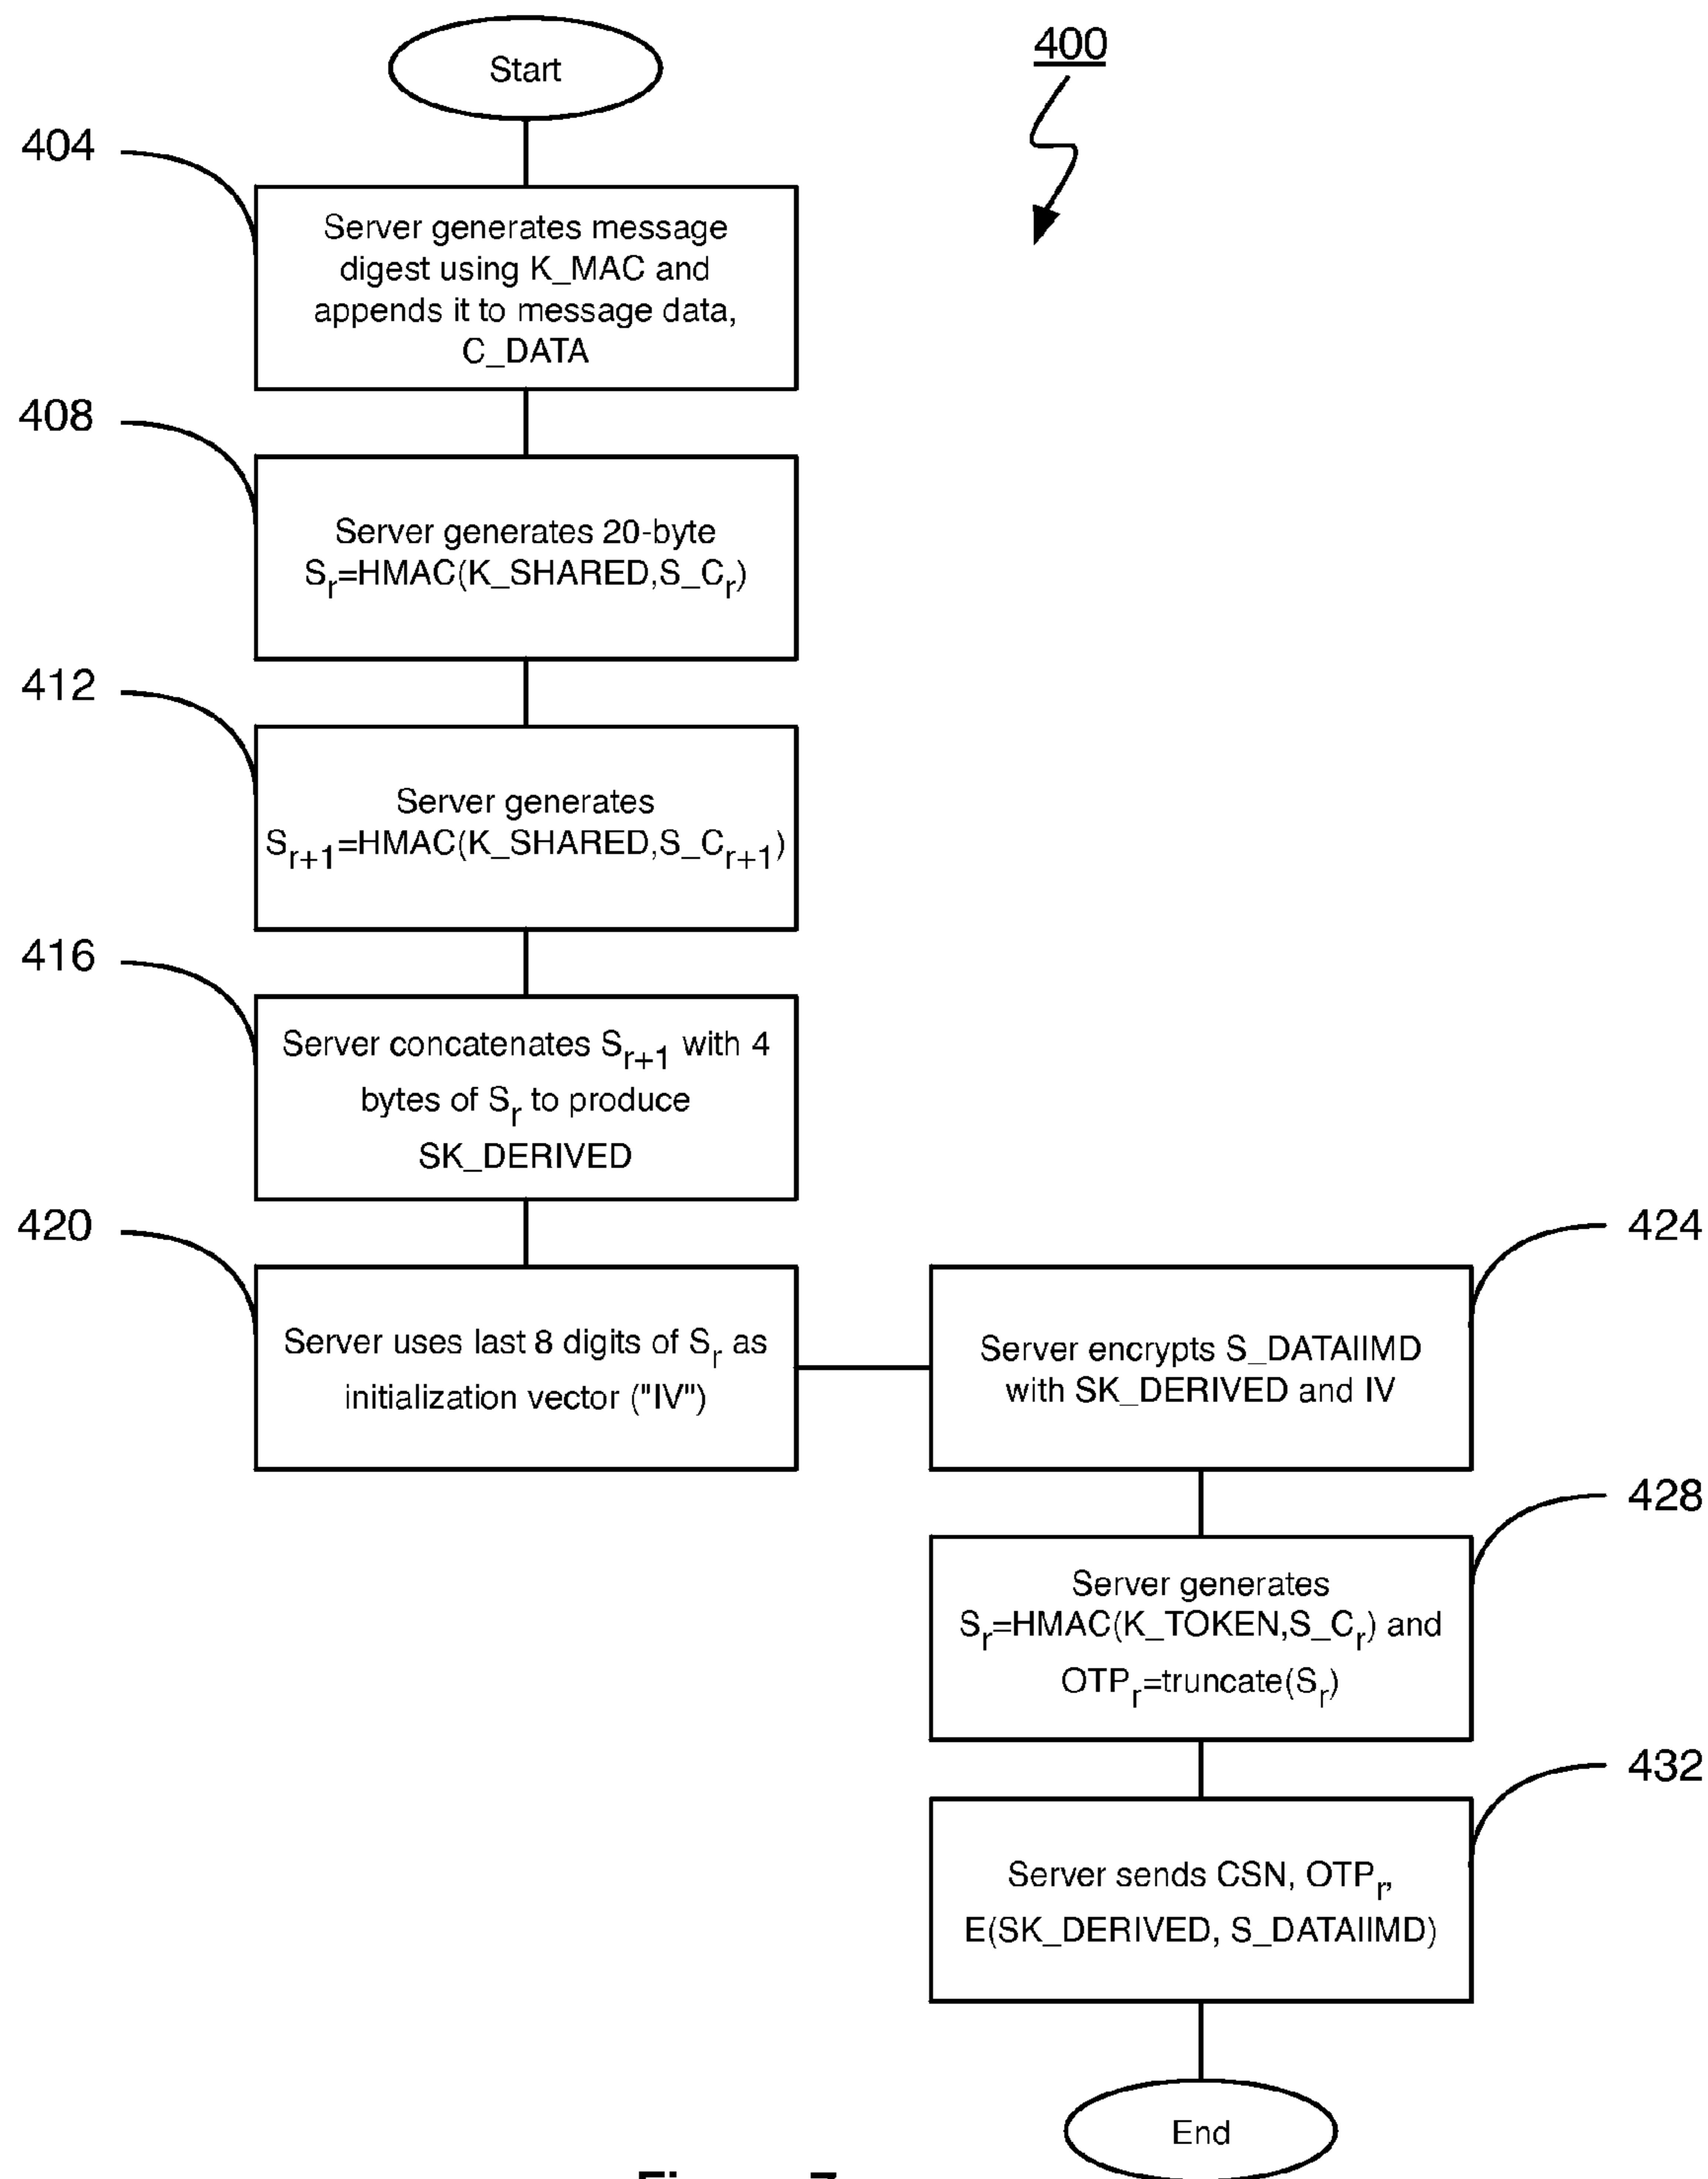 Start
400
404
Server generates message
digest using K_MAC and
appends it to message data,
C_DATA
408
Server generates 20-byte
Sr=HMAC(K_SHARED,S_Cr)
412
Server generates
Sr+1=HMAC(K_SHARED,S_Cr+1)
416
Server concatenates Sr+1 with 4
bytes of Sr to produce
SK_DERIVED
420
Server uses last 8 digits of Sr as
initialization vector ("IV")
424
Server encrypts S_DATAIIMD
with SK_DERIVED and IV
428
Server generates
Sr=HMAC(K_TOKEN,S_Cr) and
OTPr=truncate(Sr)
432
Server sends CSN, OTPr,
E(SK_DERIVED, S_DATAIIMD)
End